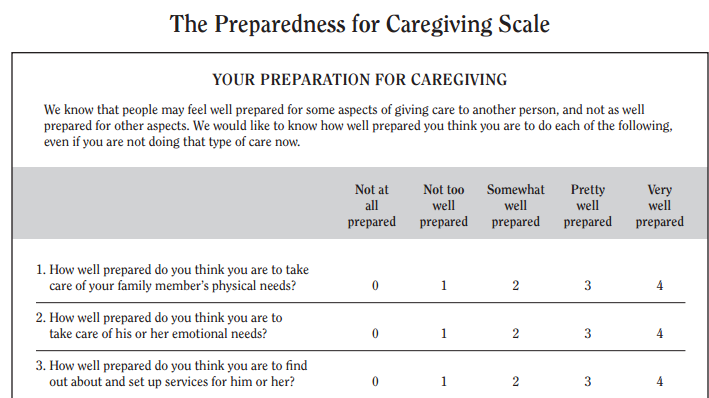 The Preparedness for Caregiving Scale
YOUR PREPARATION FOR CAREGIVING
We know that people may feel well prepared for some aspects of giving care to another person, and not as well
prepared for other aspects. We would like to know how well prepared you think you are to do each of the following,
even if you are not doing that type of care now.
Not at Not too Somewhat Pretty Very
all well well well well
prepared prepared prepared prepared prepared
1. How well prepared do you think you are to take
care of your family member's physical needs? 0 1 2 3 4
2. How well prepared do you think you are to
take care of his or her emotional needs? 0 1 2 3 4
3. How well prepared do you think you are to find
out about and set up services for him or her? 0 1 2 3 4